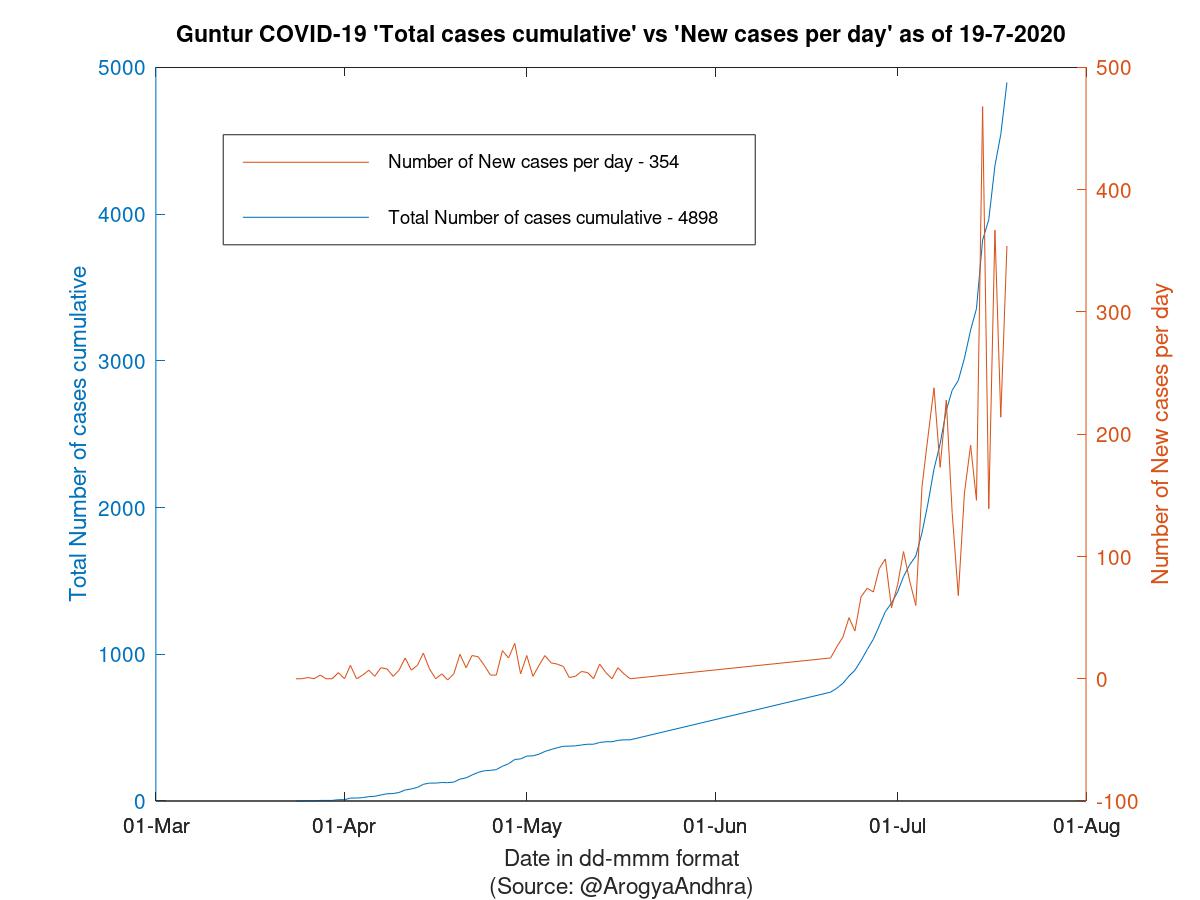 Guntur COVID-19 'Total cases cumulative' vs 'New cases per day' as of 19-7-2020
5000
4000
3000
2000
1000
0
Total Number of cases cumulative
Number of New cases per day - 354
Total Number of cases cumulative - 4898
500
400
300
200
100
0
-100
Number of New cases per day
01-Mar
01-Apr
01-May
01-Jun
01-Jul
01-Aug
Date in dd-mmm format
(Source: @ArogyaAndhra)